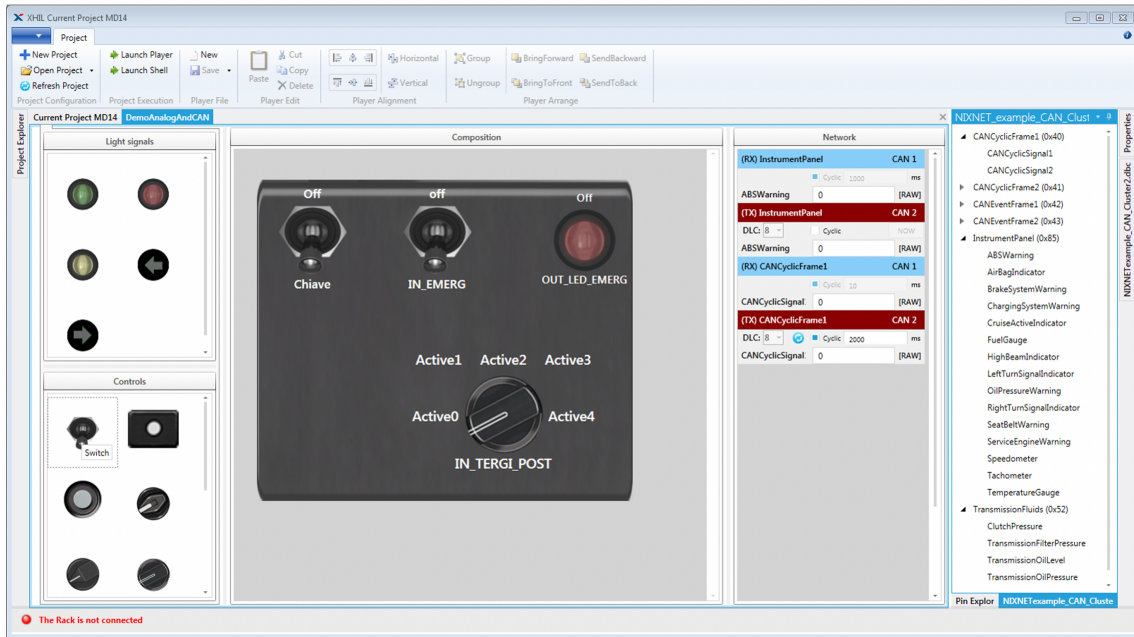 XHIL Current Project MD14
Project
New Project
Open Project
Refresh Project
Project Configuration
Launch Player
Launch Shell
Project Execution
New
Save
Player File
Paste
Cut
Copy
Delete
Player Edit
Player Alignment
Horizontal
Vertical
Group
Ungroup
BringForward
SendBackward
BringToFront
SendToBack
Player Arrange
Project Explorer
Current Project MD14
DemoAnalogAndCAN
Light signals
Controls
Switch
Composition
Off
off
Off
Chiave
IN_EMERG
OUT_LED_EMERG
Active1
Active2
Active3
Active0
Active4
IN_TERGI_POST
Network
(RX) InstrumentPanel CAN 1
Cyclic 1000 ms
ABSWarning 0 [RAW]
(TX) InstrumentPanel CAN 2
DLC: 8 Cyclic NOW
ABSWarning 0 [RAW]
(RX) CANCyclicFrame1 CAN 1
Cyclic 10 ms
CANCyclicSignal 0 [RAW]
(TX) CANCyclicFrame1 CAN 2
DLC: 8 Cyclic 2000 ms
CANCyclicSignal 0 [RAW]
NIXNET_example_CAN_Clust
CANCyclicFrame1 (0x40)
CANCyclicSignal1
CANCyclicSignal2
CANCyclicFrame2 (0x41)
CANEventFrame1 (0x42)
CANEventFrame2 (0x43)
InstrumentPanel (0x85)
ABSWarning
AirBagIndicator
BrakeSystemWarning
ChargingSystemWarning
CruiseActiveIndicator
FuelGauge
HighBeamIndicator
LeftTurnSignalIndicator
OilPressureWarning
RightTurnSignalIndicator
SeatBeltWarning
ServiceEngineWarning
Speedometer
Tachometer
TemperatureGauge
TransmissionFluids (0x52)
ClutchPressure
TransmissionFilterPressure
TransmissionOilLevel
TransmissionOilPressure
Pin Explor
NIXNETexample_CAN_Cluste
Properties
NIXNETexample_CAN_Cluster2.dbc
The Rack is not connected